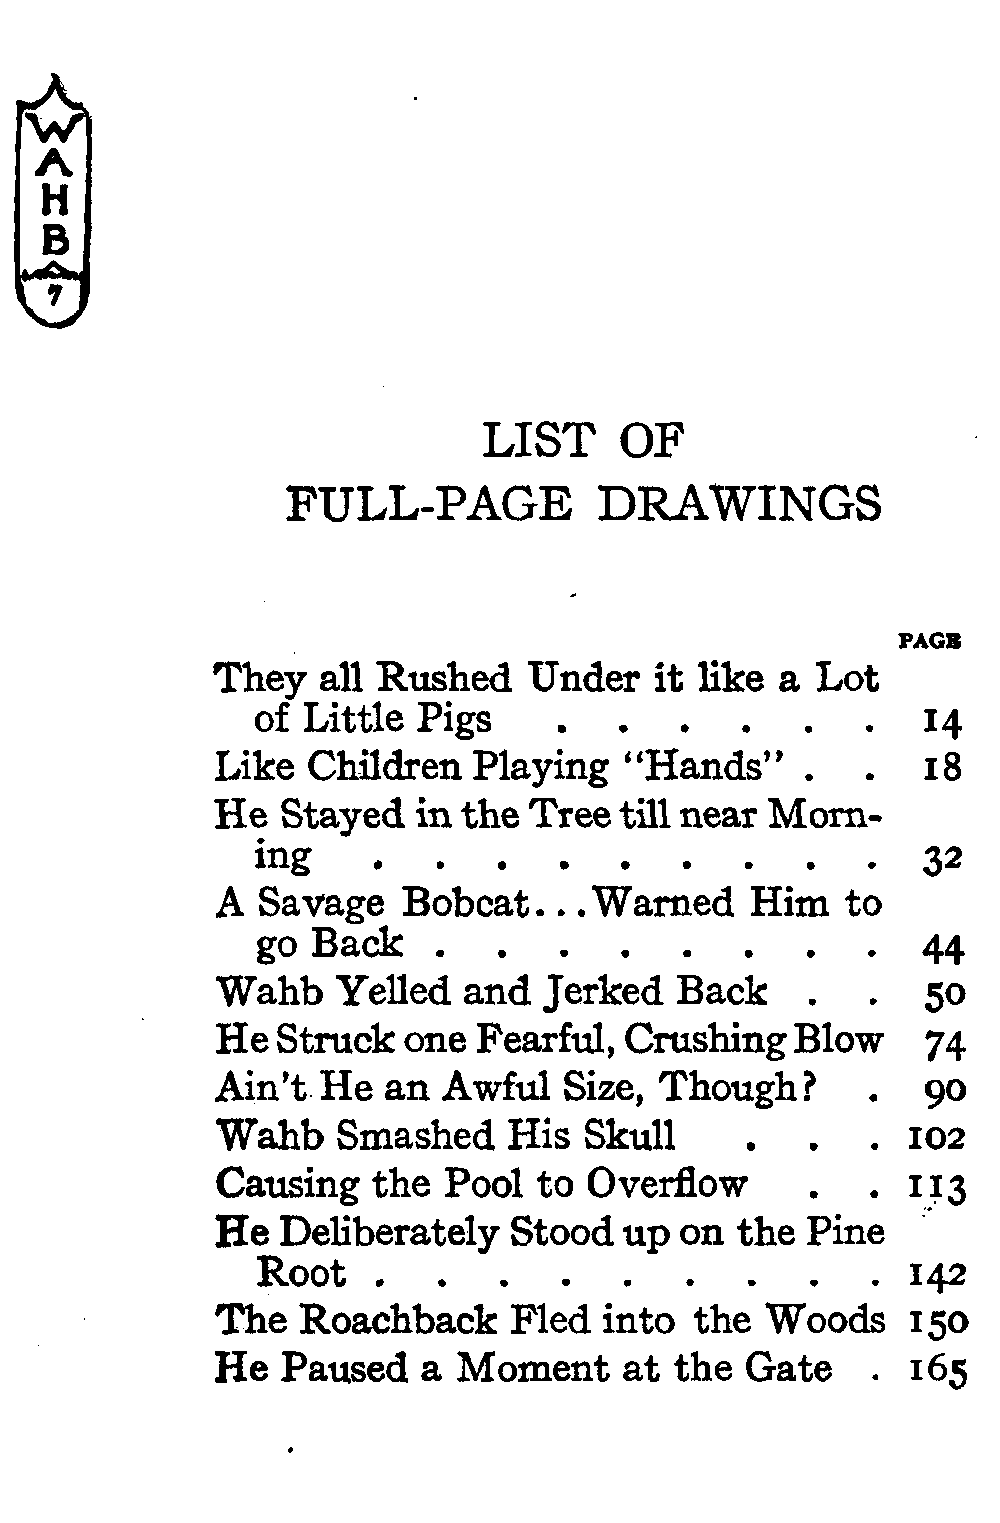 W
A
H
B
7
LIST OF
FULL-PAGE DRAWINGS
PAGE
They all Rushed Under it like a Lot
of Little Pigs . . . . . . 14
Like Children Playing "Hands" . . 18
He Stayed in the Tree till near Morn-
ing . . . . . . . . . 32
A Savage Bobcat...Warned Him to
go Back . . . . . . . . 44
Wahb Yelled and Jerked Back . . 50
He Struck one Fearful, Crushing Blow 74
Ain't He an Awful Size, Though? . 90
Wahb Smashed His Skull . . . 102
Causing the Pool to Overflow . . 113
He Deliberately Stood up on the Pine
Root . . . . . . . . . 142
The Roachback Fled into the Woods 150
He Paused a Moment at the Gate . 165